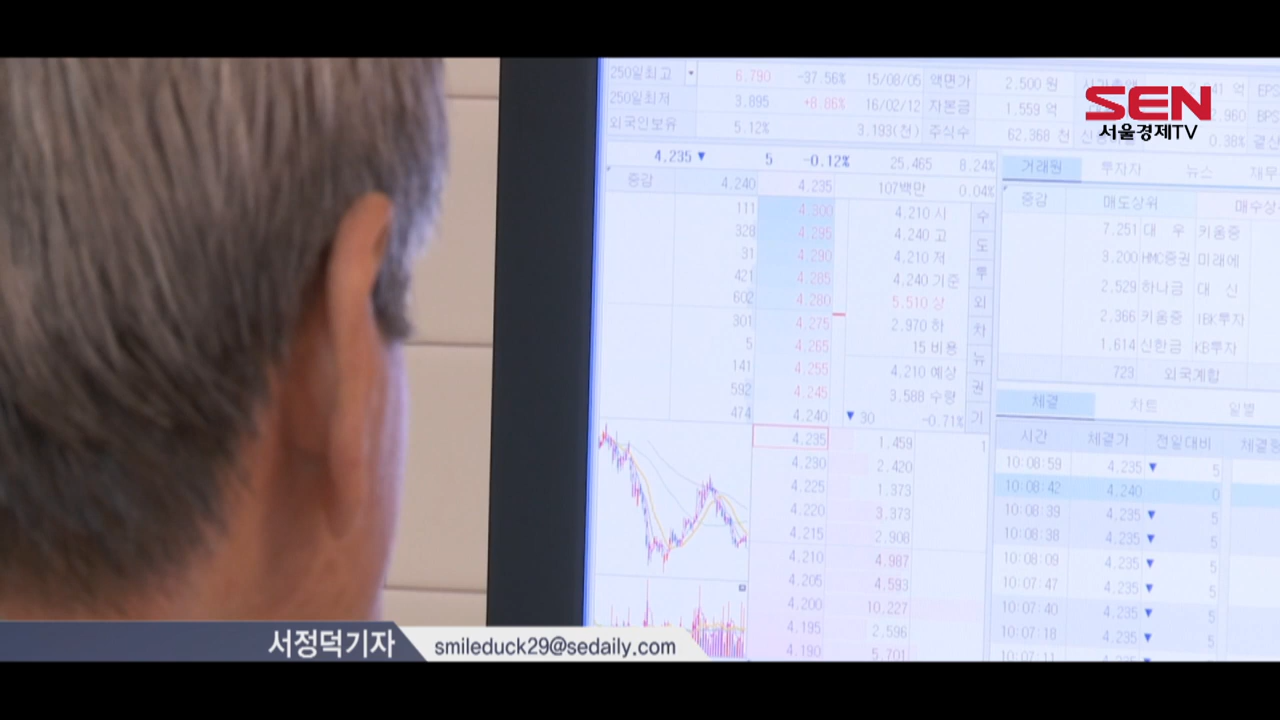 SEN
서울경제TV
250일최고 6.790 -37.56% 15/08/05 액면가 2.500 원
250일최저 3.895 +8.86% 16/02/12 자본금 1.559 억
외국인보유 5.12% 3.193(천) 주식수 62.368 천
0.38%
4.235▼ 5 -0.12% 25.465 8.24%
증감 4.240 4.235 107백만 0.04%
111 4.300 4.210 시
328 4.295 4.240 고
31 4.290 4.210 저
421 4.285 4.240 기준
602 4.280 5.510 상
301 4.275 2.970 하
5 4.265 15 비용
141 4.255 4.210 예상
592 4.245 3.588 수량
474 4.240 ▼ 30 -0.71%
수
도
투
외
차
뉴
권
기
4.235 1.459 1
4.230 2.420
4.225 1.373
4.220 3.373
4.215 2.908
4.210 4.987
4.205 4.593
4.200 10.227
4.195 2.596
4.190 5.701
거래원 투자자 뉴스
증감 매도상위
7.251 대 우 키움증
3.200 HMC증권 미래에
2.529 하나금 대 신
2.366 키움증 IBK투자
1,614 신한금 KB투자
723 외국계합
체결 차트 일별
시간 체결가 전일대비
10:08:59 4.235 ▼ 5
10:08:42 4.240 0
10:08:39 4.235 ▼ 5
10:08:38 4.235 ▼ 5
10:08:09 4.235 ▼ 5
10:07:47 4.235 ▼ 5
10:07:40 4.235 ▼ 5
10:07:18 4.235 ▼ 5
10:07:11
서정덕기자 smileduck29@sedaily.com